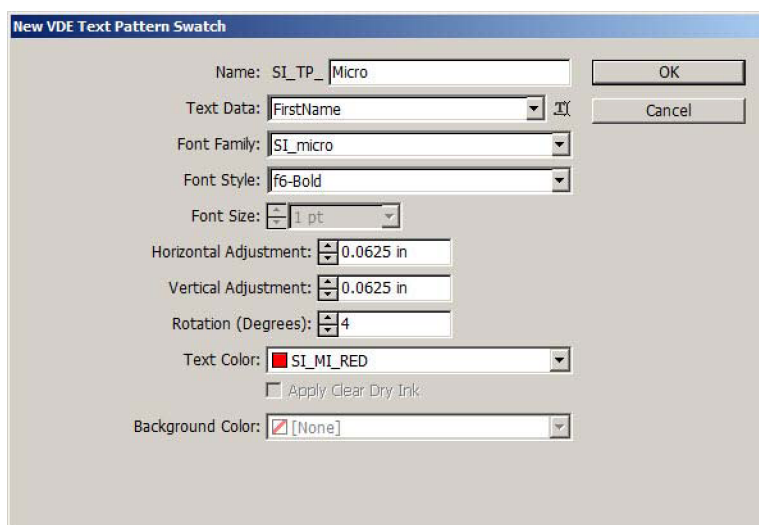 New VDE Text Pattern Swatch
Name: SI_TP_ Micro
OK
Text Data: FirstName
Cancel
Font Family: SI_micro
Font Style: f6-Bold
Font Size: 1 pt
Horizontal Adjustment: 0.0625 in
Vertical Adjustment: 0.0625 in
Rotation (Degrees): 4
Text Color: SI_MI_RED
Apply Clear Dry Ink
Background Color: [None]